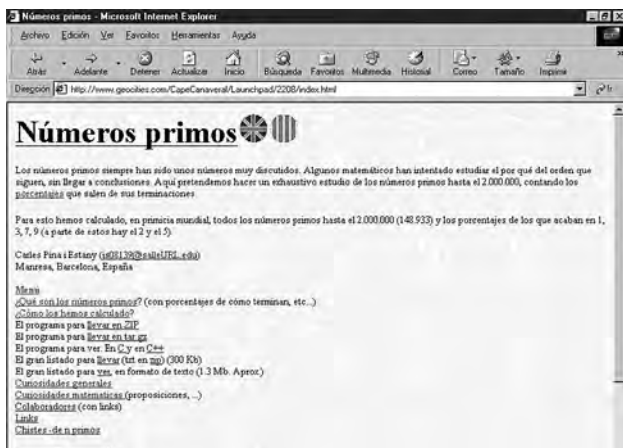 Números primos - Microsoft Internet Explorer
Archivo Edición Ver Favoritos Herramientas Ayuda
Atrás Adelante Detener Actualizar Inicio Búsqueda Favoritos Multimedia Historial Correo Tamaño Imprimir
Dirección http://www.geocities.com/CapeCanaveral/Launchpad/2208/index.html Ir
Números primos
Los números primos siempre han sido unos números muy discutidos. Algunos matemáticos han intentado estudiar el por qué del orden que
siguen, sin llegar a conclusiones. Aquí pretendemos hacer un exhaustivo estudio de los números primos hasta el 2.000.000, contando los
porcentajes que salen de sus terminaciones.
Para esto hemos calculado, en primicia mundial, todos los números primos hasta el 2.000.000 (148.933) y los porcentajes de los que acaban en 1,
3, 7, 9 (a parte de estos hay el 2 y el 5).
Carles Pina i Estany (is08139@salleURL.edu)
Manresa, Barcelona, España
Menú
¿Qué son los números primos? (con porcentajes de cómo terminan, etc...)
¿Cómo los hemos calculado?
El programa para llevar en ZIP
El programa para llevar en tar.gz
El programa para ver. En C y en C++
El gran listado para llevar (txt en zip) (300 Kb)
El gran listado para ver, en formato de texto (1.3 Mb. Aprox.)
Curiosidades generales
Curiosidades matemáticas (proposiciones, ...)
Colaboradores (con links)
Links
Chistes -de n primos